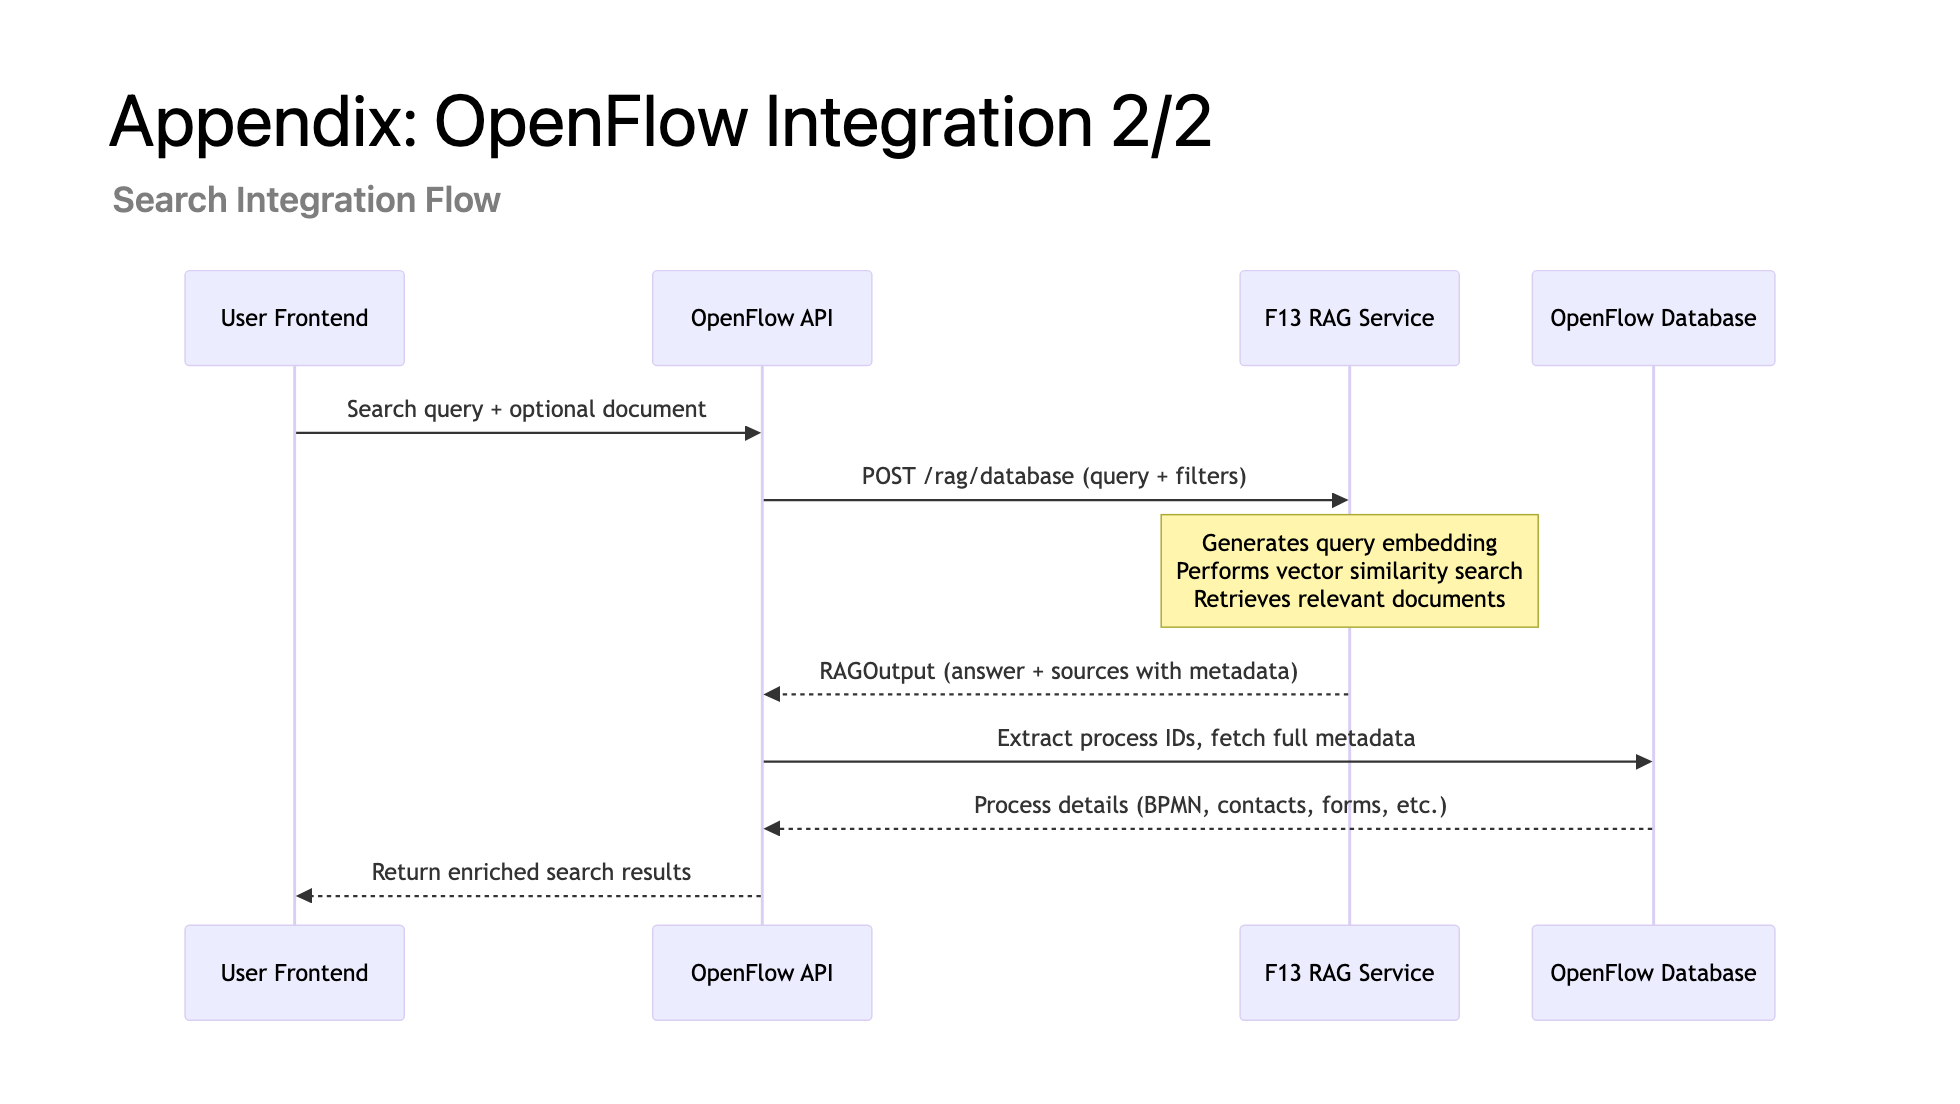 Appendix: OpenFlow Integration 2/2
Search Integration Flow
User Frontend
OpenFlow API
F13 RAG Service
OpenFlow Database
Search query + optional document
POST /rag/database (query + filters)
Generates query embedding
Performs vector similarity search
Retrieves relevant documents
RAGOutput (answer + sources with metadata)
Extract process IDs, fetch full metadata
Process details (BPMN, contacts, forms, etc.)
Return enriched search results
User Frontend
OpenFlow API
F13 RAG Service
OpenFlow Database